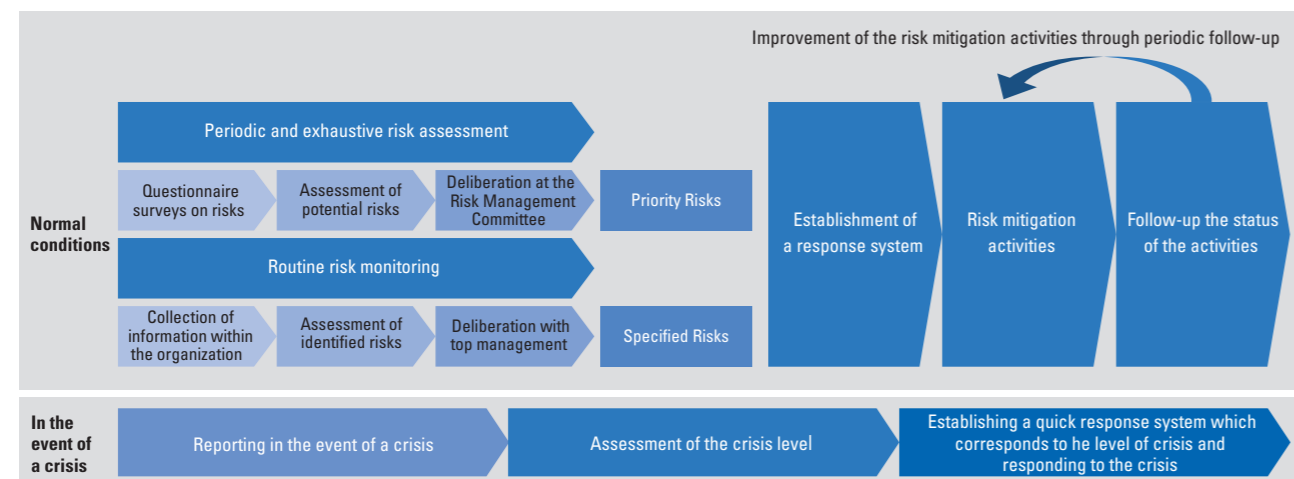 Improvement of the risk mitigation activities through periodic follow-up
Normal
conditions
Periodic and exhaustive risk assessment
Questionnaire
surveys on risks
Assessment of
potential risks
Deliberation at the
Risk Management
Committee
Priority Risks
Routine risk monitoring
Collection of
information within
the organization
Assessment of
identified risks
Deliberation with
top management
Specified Risks
Establishment of
a response system
Risk mitigation
activities
Follow-up the status
of the activities
In the
event of
a crisis
Reporting in the event of a crisis
Assessment of the crisis level
Establishing a quick response system which
corresponds to he level of crisis and
responding to the crisis